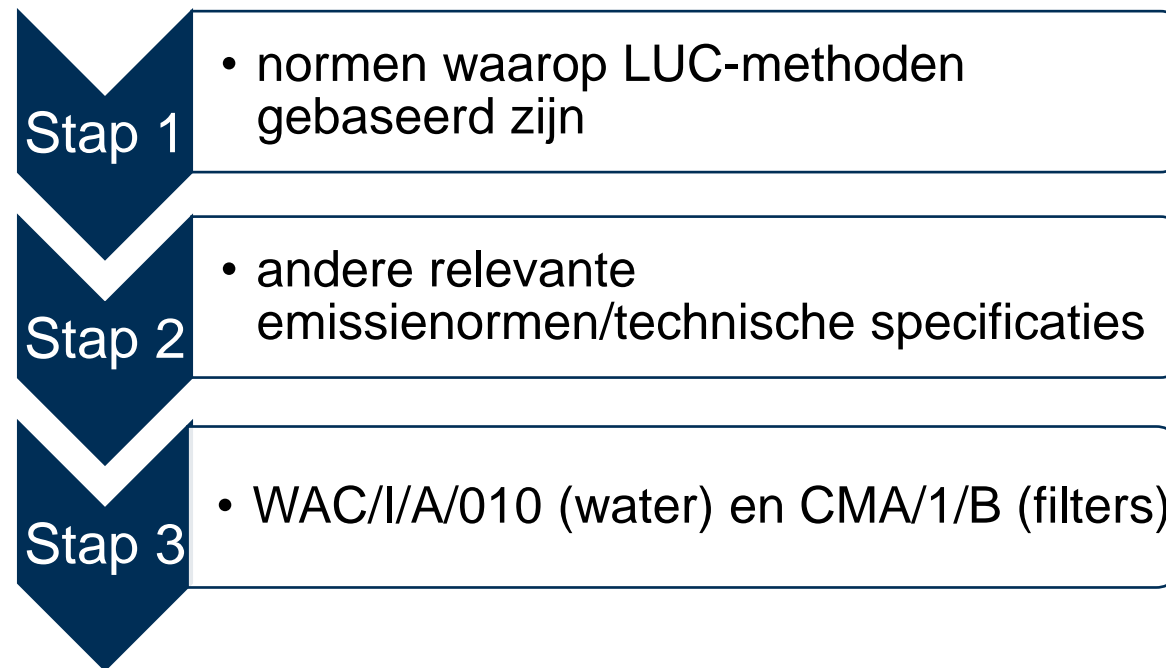 Stap 1
• normen waarop LUC-methoden
gebaseerd zijn
Stap 2
• andere relevante
emissienormen/technische specificaties
Stap 3
• WAC/I/A/010 (water) en CMA/1/B (filters)